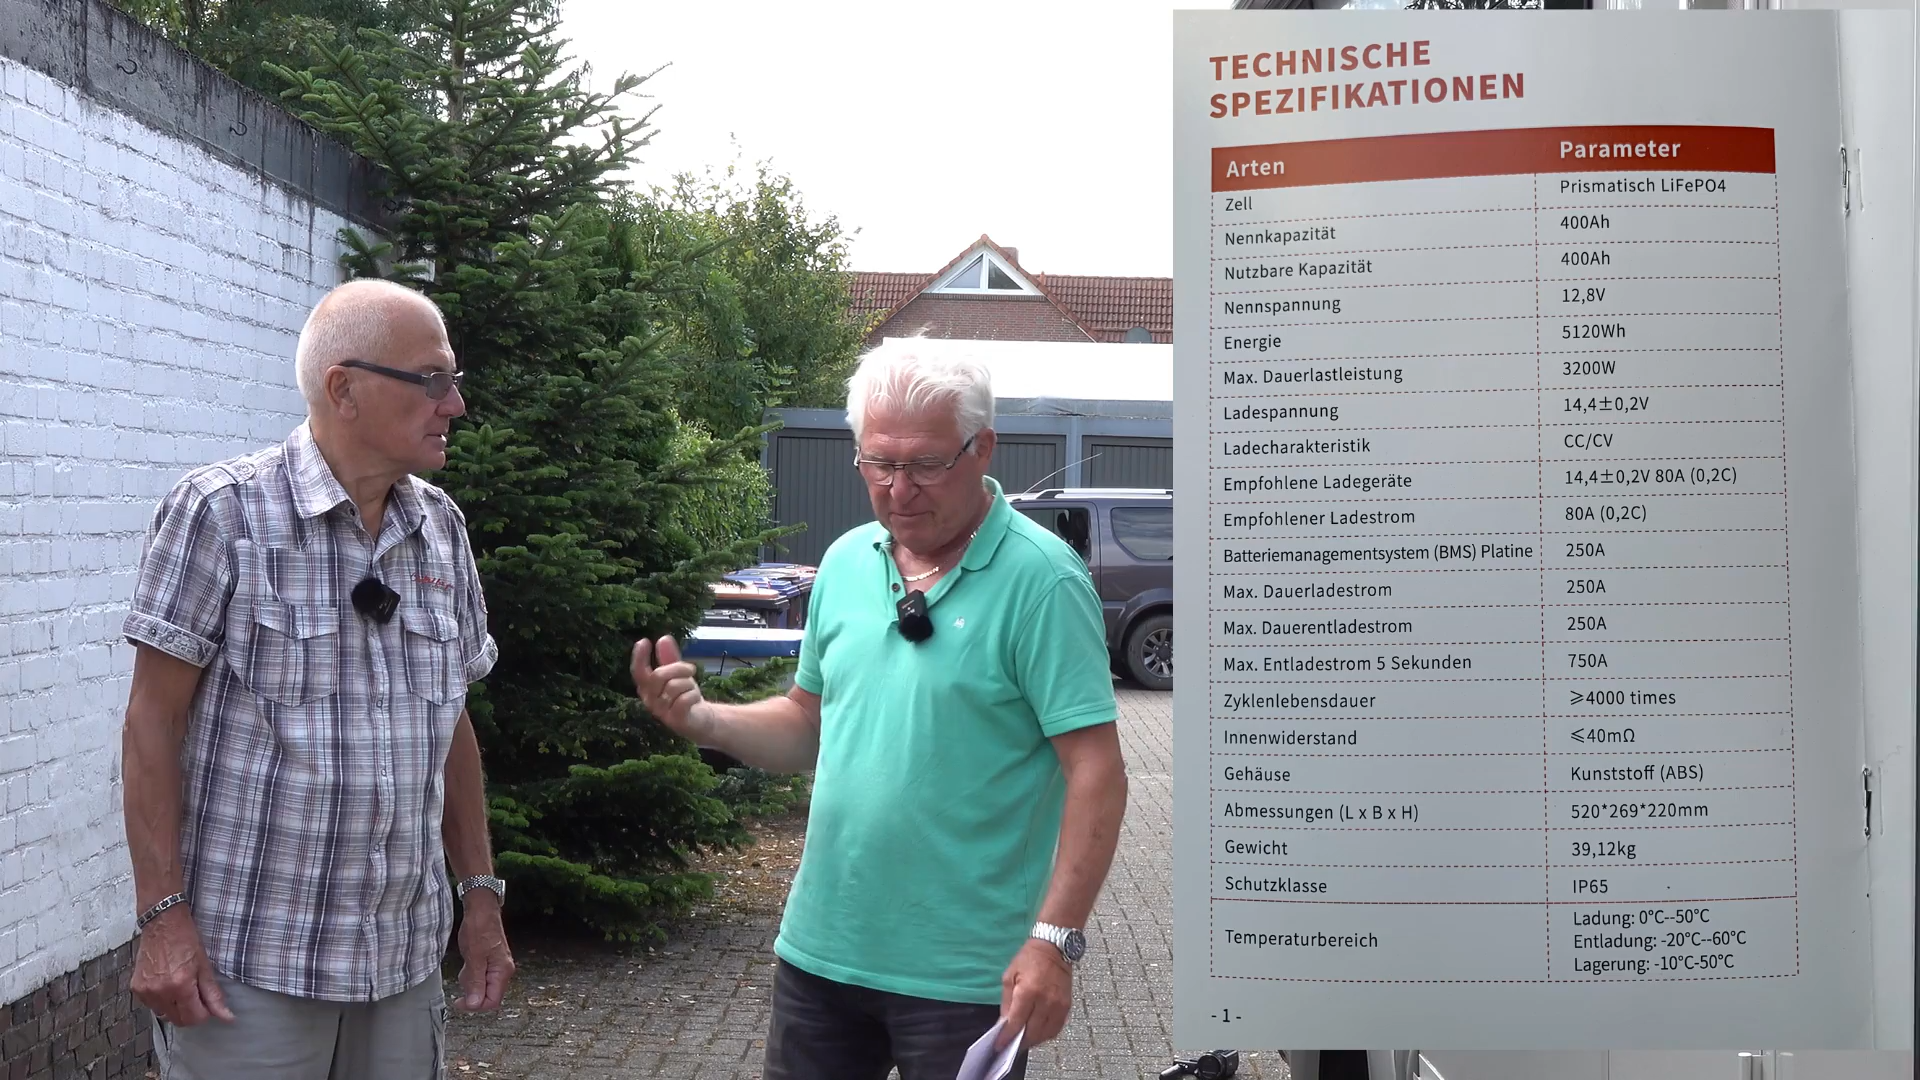 TECHNISCHE
SPEZIFIKATIONEN
Arten Parameter
Zell Prismatisch LiFePO4
Nennkapazität 400Ah
Nutzbare Kapazität 400Ah
Nennspannung 12,8V
Energie 5120Wh
Max. Dauerlastleistung 3200W
Ladespannung 14,4±0,2V
Ladecharakteristik CC/CV
Empfohlene Ladegeräte 14,4±0,2V 80A (0,2C)
Empfohlener Ladestrom 80A (0,2C)
Batteriemanagementsystem (BMS) Platine 250A
Max. Dauerladestrom 250A
Max. Dauerentladestrom 250A
Max. Entladestrom 5 Sekunden 750A
Zyklenlebensdauer ⩾4000 times
Innenwiderstand ⩽40mΩ
Gehäuse Kunststoff (ABS)
Abmessungen (L x B x H) 520*269*220mm
Gewicht 39,12kg
Schutzklasse IP65
Temperaturbereich Ladung: 0°C--50°C
Entladung: -20°C--60°C
Lagerung: -10°C-50°C
- 1 -